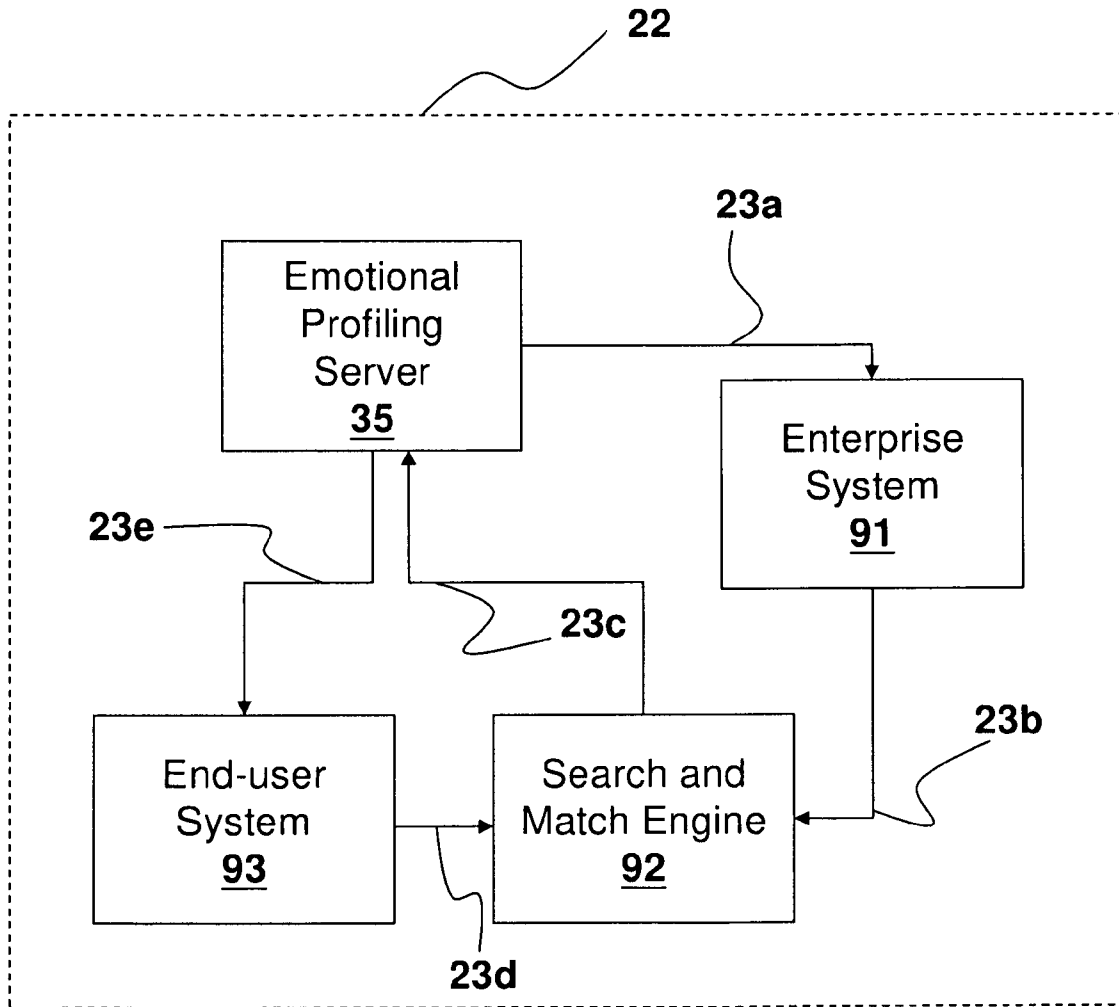 22
23a
Emotional
Profiling
Server
35
Enterprise
System
91
23e
23c
23b
End-user
System
93
Search and
Match Engine
92
23d